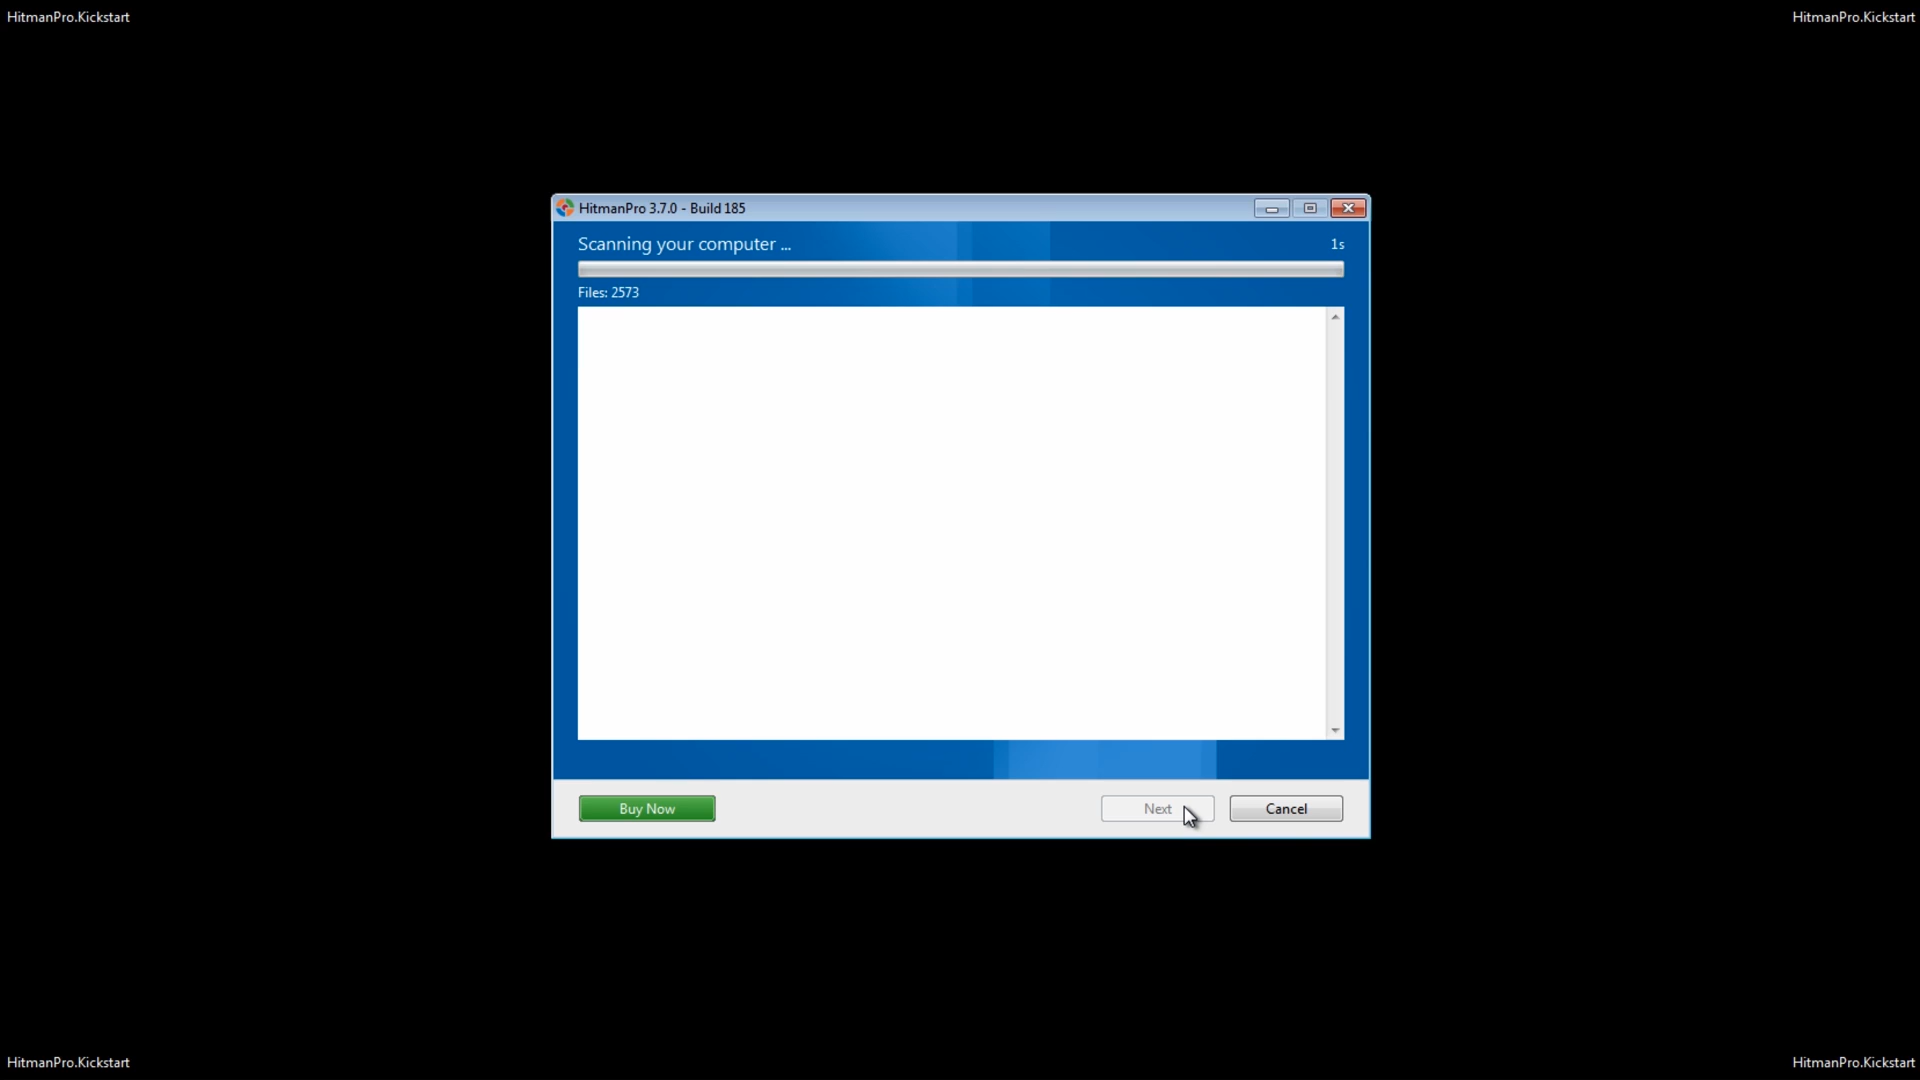 HitmanPro.Kickstart
HitmanPro.Kickstart
HitmanPro 3.7.0 - Build 185
Scanning your computer ...
1s
Files: 2573
Buy Now
Next
Cancel
HitmanPro.Kickstart
HitmanPro.Kickstart